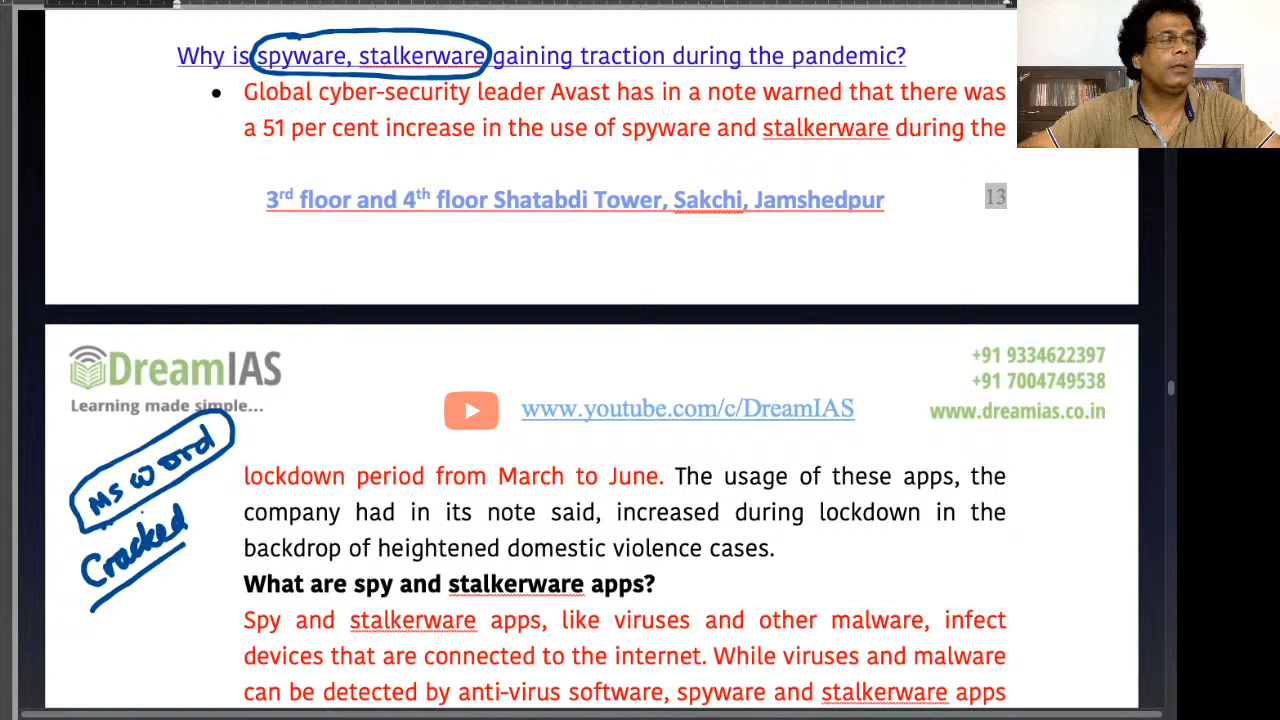 Why is spyware, stalkerware gaining traction during the pandemic?
• Global cyber-security leader Avast has in a note warned that there was
a 51 per cent increase in the use of spyware and stalkerware during the
3rd floor and 4th floor Shatabdi Tower, Sakchi, Jamshedpur
13
DreamIAS
Learning made simple...
www.youtube.com/c/DreamIAS
+91 9334622397
+91 7004749538
www.dreamias.co.in
Ms word
Cracked
lockdown period from March to June. The usage of these apps, the
company had in its note said, increased during lockdown in the
backdrop of heightened domestic violence cases.
What are spy and stalkerware apps?
Spy and stalkerware apps, like viruses and other malware, infect
devices that are connected to the internet. While viruses and malware
can be detected by anti-virus software, spyware and stalkerware apps